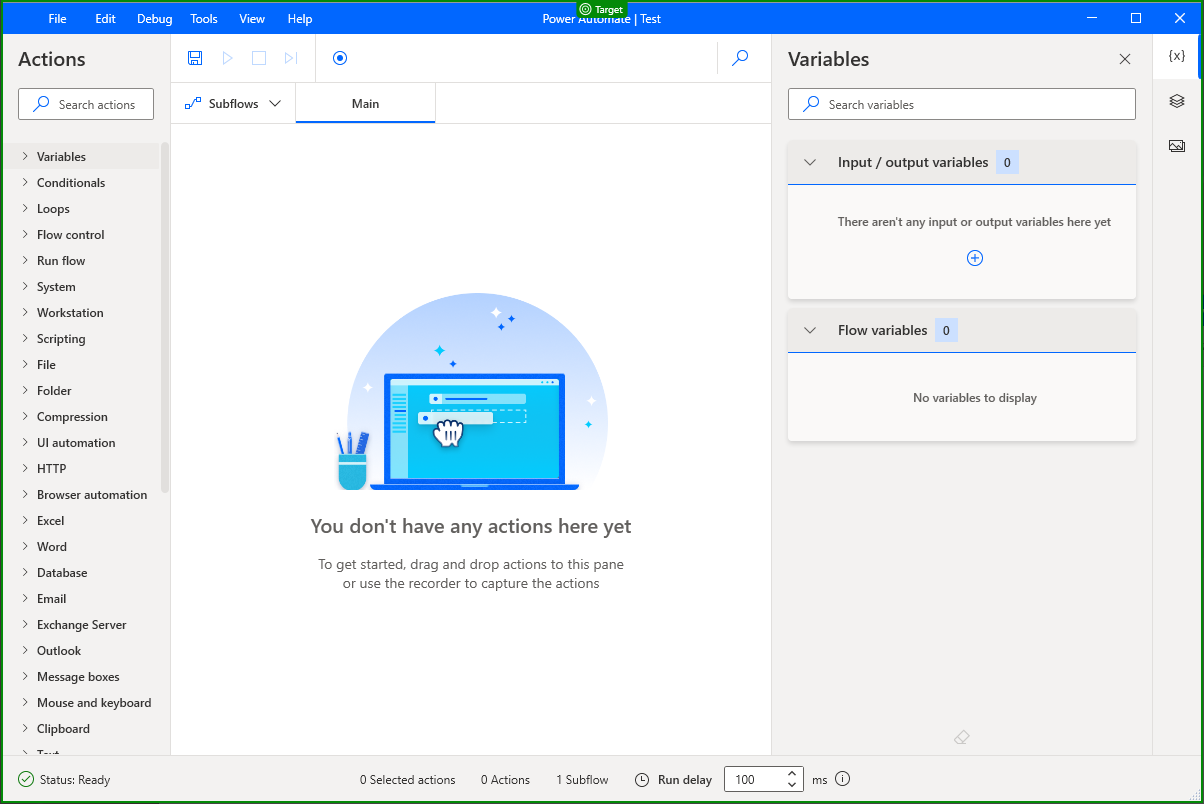 Target
File Edit Debug Tools View Help
Power Automate | Test
Actions
Search actions
Variables
Conditionals
Loops
Flow control
Run flow
System
Workstation
Scripting
File
Folder
Compression
UI automation
HTTP
Browser automation
Excel
Word
Database
Email
Exchange Server
Outlook
Message boxes
Mouse and keyboard
Clipboard
Text
Subflows
Main
You don't have any actions here yet
To get started, drag and drop actions to this pane
or use the recorder to capture the actions
Variables
{x}
Search variables
Input / output variables 0
There aren't any input or output variables here yet
Flow variables 0
No variables to display
Status: Ready
0 Selected actions
0 Actions
1 Subflow
Run delay
100
ms